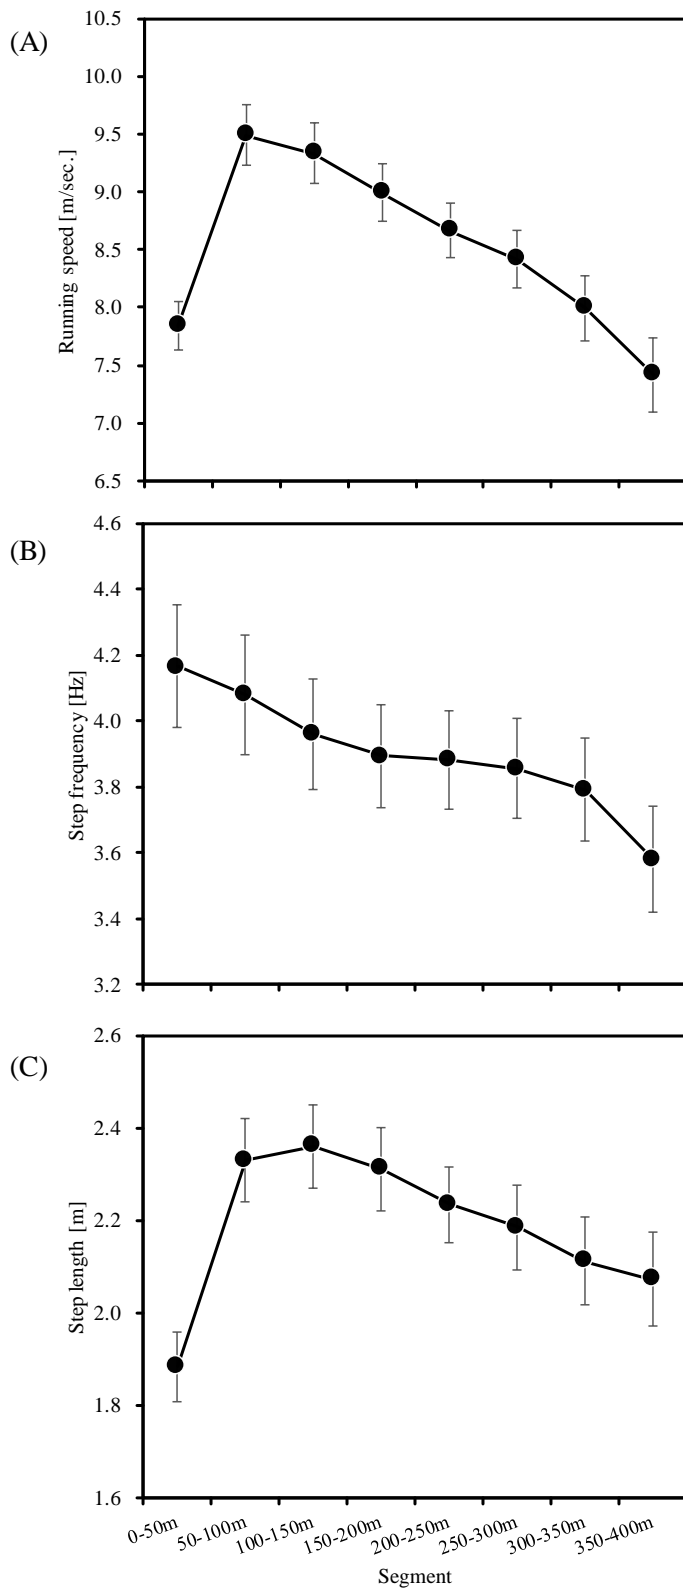 (A)
Running speed [m/sec.]
10.5
10.0
9.5
9.0
8.5
8.0
7.5
7.0
6.5
(B)
Step frequency [Hz]
4.6
4.4
4.2
4.0
3.8
3.6
3.4
3.2
(C)
Step length [m]
2.6
2.4
2.2
2.0
1.8
1.6
0-50m
50-100m
100-150m
150-200m
200-250m
250-300m
300-350m
350-400m
Segment